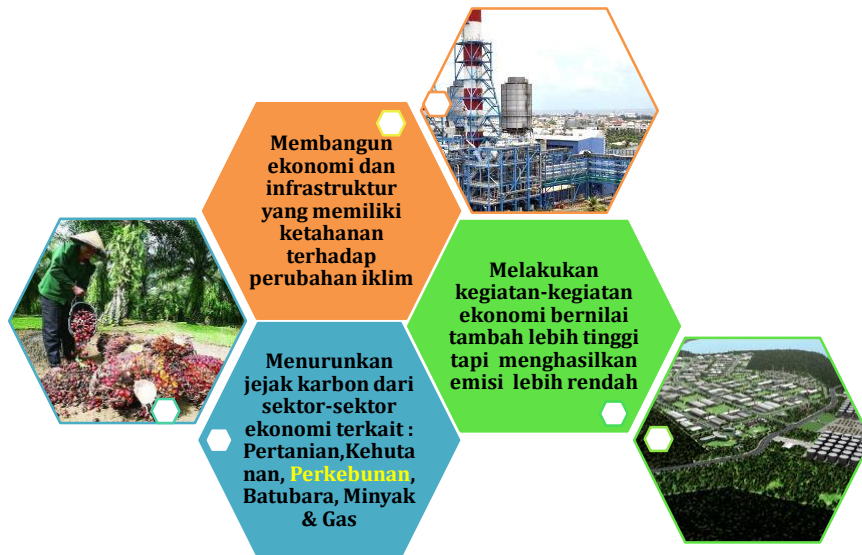 Membangun
ekonomi dan
infrastruktur
yang memiliki
ketahanan
terhadap
perubahan iklim
Melakukan
kegiatan-kegiatan
ekonomi bernilai
tambah lebih tinggi
tapi menghasilkan
emisi lebih rendah
Menurunkan
jejak karbon dari
sektor-sektor
ekonomi terkait :
Pertanian,Kehuta
nan, Perkebunan,
Batubara, Minyak
& Gas